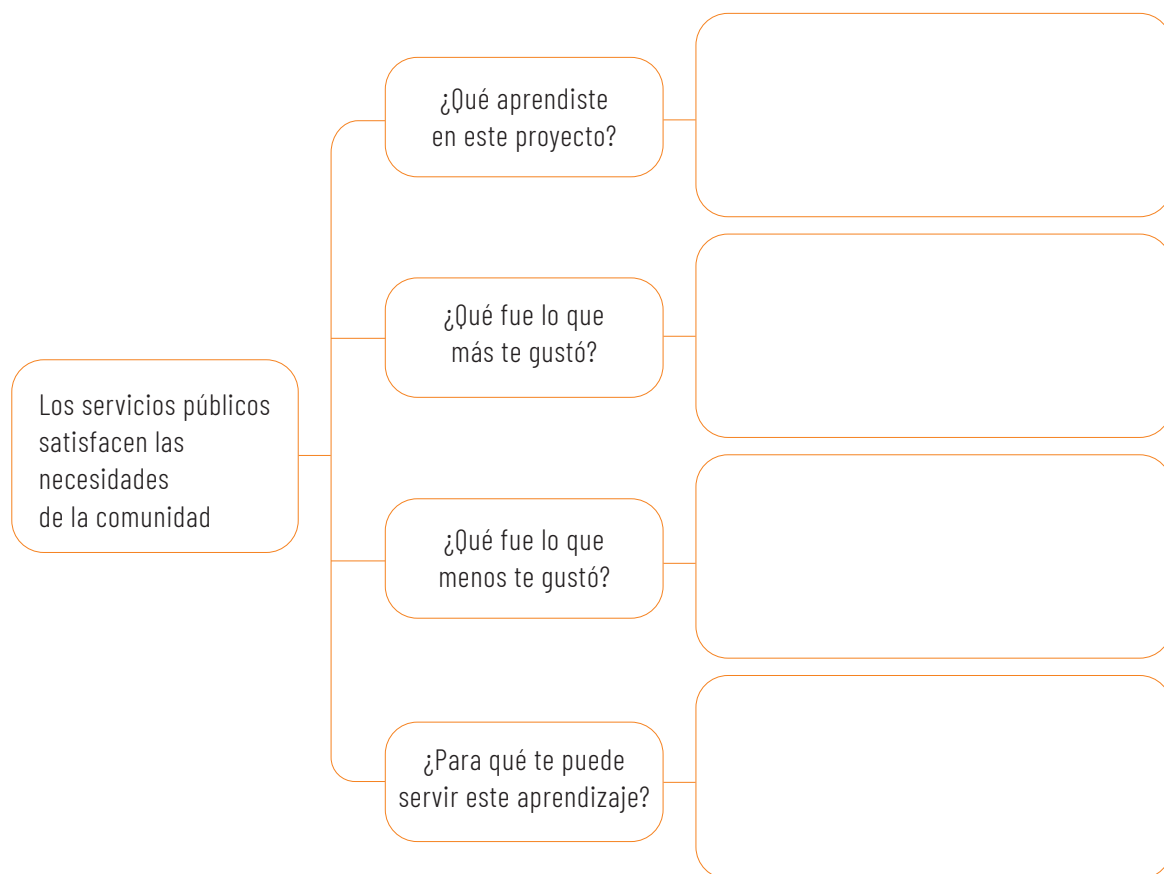 ¿Qué aprendiste
en este proyecto?
¿Qué fue lo que
más te gustó?
Los servicios públicos
satisfacen las
necesidades
de la comunidad
¿Qué fue lo que
menos te gustó?
¿Para qué te puede
servir este aprendizaje?